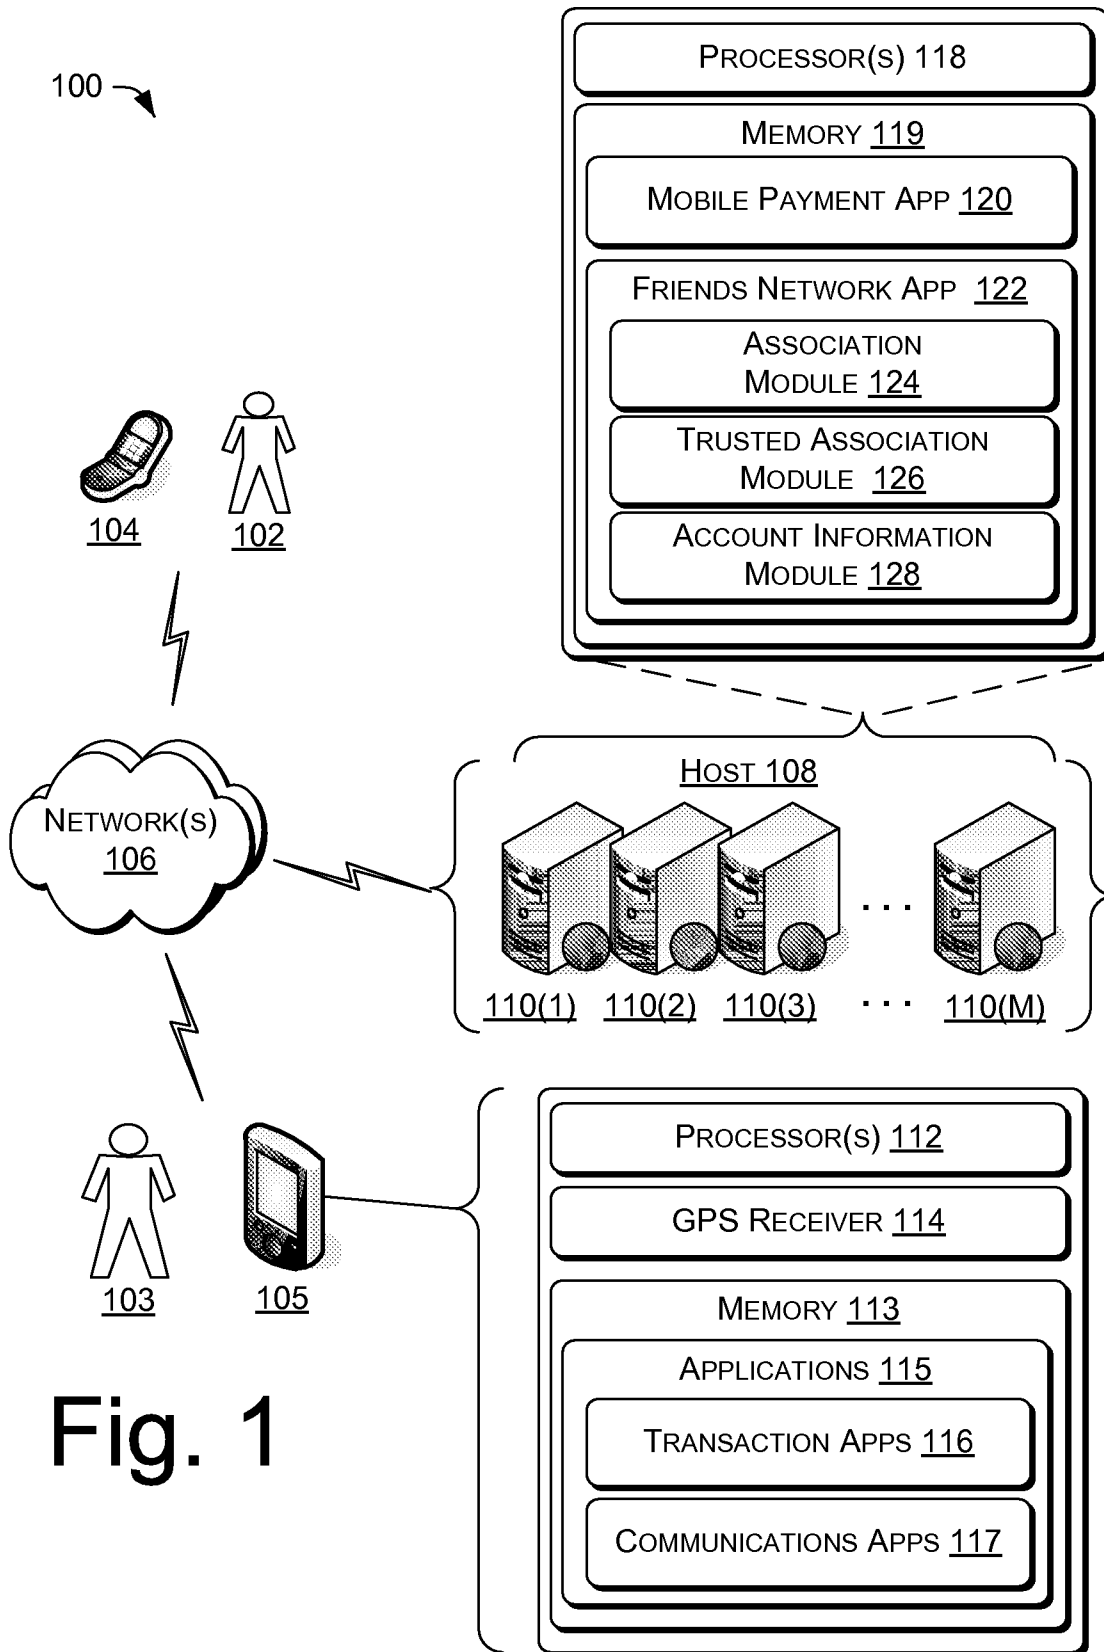 100
PROCESSOR(S) 118
MEMORY 119
MOBILE PAYMENT APP 120
FRIENDS NETWORK APP 122
ASSOCIATION
MODULE 124
TRUSTED ASSOCIATION
MODULE 126
ACCOUNT INFORMATION
MODULE 128
104
102
HOST 108
NETWORK(S)
106
. . .
110(1) 110(2) 110(3) . . . 110(M)
103
105
PROCESSOR(S) 112
GPS RECEIVER 114
MEMORY 113
APPLICATIONS 115
TRANSACTION APPS 116
COMMUNICATIONS APPS 117
Fig. 1